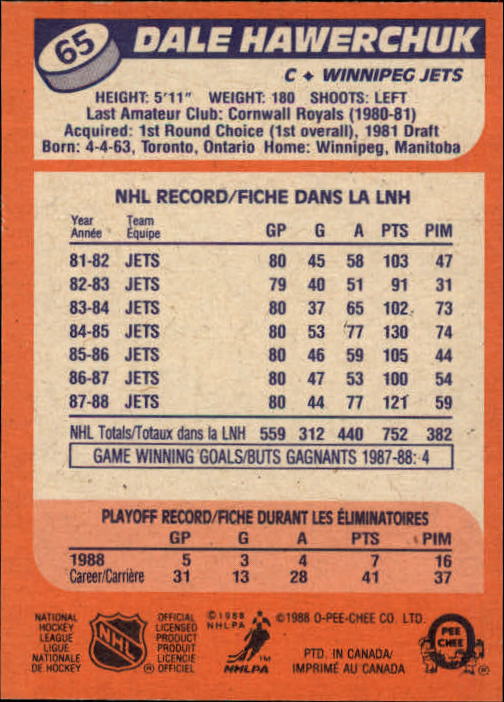 65
DALE HAWERCHUK
C ♦ WINNIPEG JETS
HEIGHT: 5'11" WEIGHT: 180 SHOOTS: LEFT
Last Amateur Club: Cornwall Royals (1980-81)
Acquired: 1st Round Choice (1st overall), 1981 Draft
Born: 4-4-63, Toronto, Ontario Home: Winnipeg, Manitoba
NHL RECORD/FICHE DANS LA LNH
Year Team
Année Équipe GP G A PTS PIM
81-82 JETS 80 45 58 103 47
82-83 JETS 79 40 51 91 31
83-84 JETS 80 37 65 102 73
84-85 JETS 80 53 77 130 74
85-86 JETS 80 46 59 105 44
86-87 JETS 80 47 53 100 54
87-88 JETS 80 44 77 121 59
NHL Totals/Totaux dans la LNH 559 312 440 752 382
GAME WINNING GOALS/BUTS GAGNANTS 1987-88: 4
PLAYOFF RECORD/FICHE DURANT LES ÉLIMINATOIRES
GP G A PTS PIM
1988 5 3 4 7 16
Career/Carrière 31 13 28 41 37
NATIONAL
HOCKEY
LEAGUE
LIGUE
NATIONALE
DE HOCKEY
NHL
®
OFFICIAL
LICENSED
PRODUCT
PRODUIT
LICENCIÉ
OFFICIEL
©1988
NHLPA
TM
NHLPA
©1988 O-PEE-CHEE CO. LTD.
PTD. IN CANADA/
IMPRIMÉ AU CANADA
PEE
CHEE
®